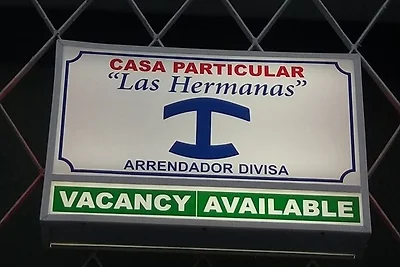 CASA PARTICULAR
"Las Hermanas"
ARRENDADOR DIVISA
VACANCY AVAILABLE